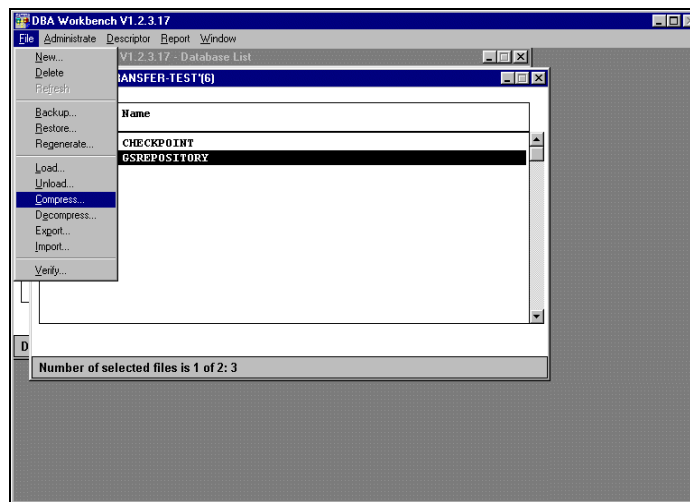 DBA Workbench V1.2.3.17
File Administrate Descriptor Report Window
V1.2.3.17 - Database List
RANSFER-TEST'(6)
New...
Delete
Refresh
Backup...
Restore...
Regenerate...
Load...
Unload...
Compress...
Decompress...
Export...
Import...
Verify...
Name
CHECKPOINT
GSREPOSITORY
D
Number of selected files is 1 of 2: 3